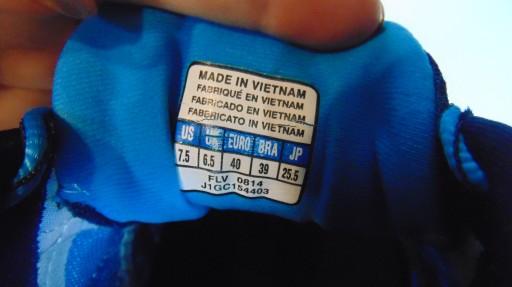 MADE IN VIETNAM
FABRIQUÉ EN VIETNAM
FABRICADO EN VIETNAM
FABBRICATO IN VIETNAM
US EURO BRA JP
7.5 6.5 40 39 25.5
FLV 0814
J1GC154403